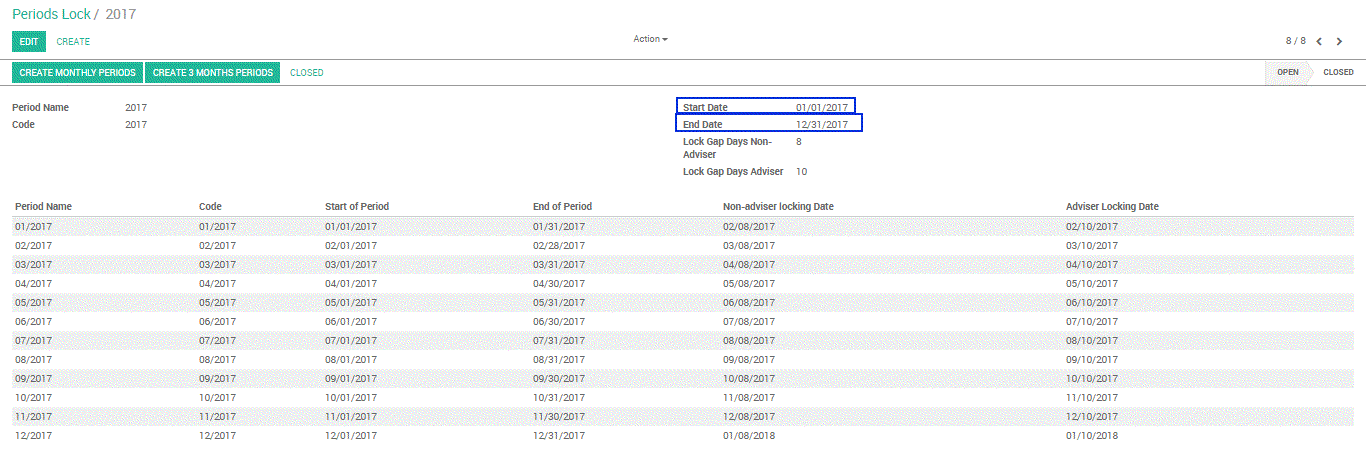 Periods Lock / 2017
EDIT CREATE Action 8 / 8
CREATE MONTHLY PERIODS CREATE 3 MONTHS PERIODS CLOSED OPEN CLOSED
Period Name 2017 Start Date 01/01/2017
Code 2017 End Date 12/31/2017
Lock Gap Days Non-Adviser 8
Lock Gap Days Adviser 10
Period Name Code Start of Period End of Period Non-adviser locking Date Adviser Locking Date
01/2017 01/2017 01/01/2017 01/31/2017 02/08/2017 02/10/2017
02/2017 02/2017 02/01/2017 02/28/2017 03/08/2017 03/10/2017
03/2017 03/2017 03/01/2017 03/31/2017 04/08/2017 04/10/2017
04/2017 04/2017 04/01/2017 04/30/2017 05/08/2017 05/10/2017
05/2017 05/2017 05/01/2017 05/31/2017 06/08/2017 06/10/2017
06/2017 06/2017 06/01/2017 06/30/2017 07/08/2017 07/10/2017
07/2017 07/2017 07/01/2017 07/31/2017 08/08/2017 08/10/2017
08/2017 08/2017 08/01/2017 08/31/2017 09/08/2017 09/10/2017
09/2017 09/2017 09/01/2017 09/30/2017 10/08/2017 10/10/2017
10/2017 10/2017 10/01/2017 10/31/2017 11/08/2017 11/10/2017
11/2017 11/2017 11/01/2017 11/30/2017 12/08/2017 12/10/2017
12/2017 12/2017 12/01/2017 12/31/2017 01/08/2018 01/10/2018